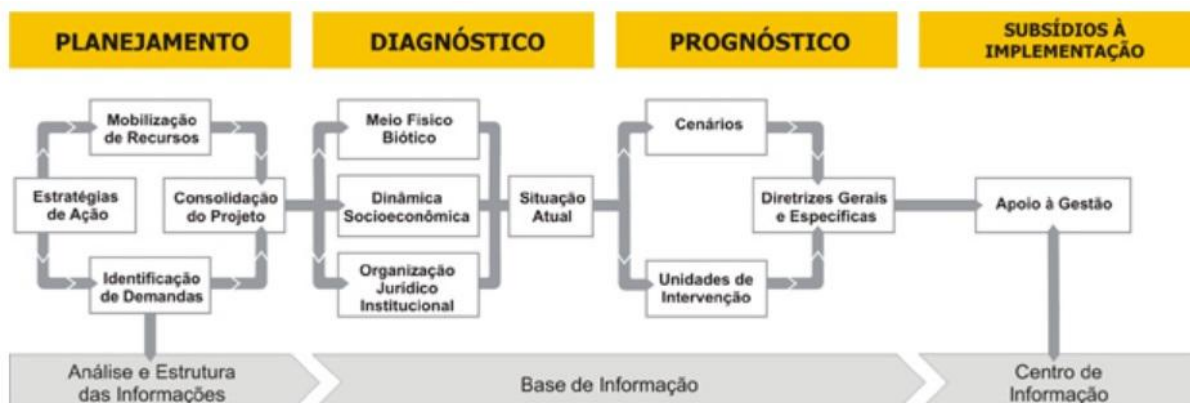 PLANEJAMENTO
DIAGNÓSTICO
PROGNÓSTICO
SUBSÍDIOS À
IMPLEMENTAÇÃO
Mobilização
de Recursos
Estratégias
de Ação
Consolidação
do Projeto
Identificação
de Demandas
Meio Físico
Biótico
Dinâmica
Socioeconômica
Organização
Jurídico
Institucional
Situação
Atual
Cenários
Unidades de
Intervenção
Diretrizes Gerais
e Específicas
Apoio à Gestão
Análise e Estrutura
das Informações
Base de Informação
Centro de
Informação